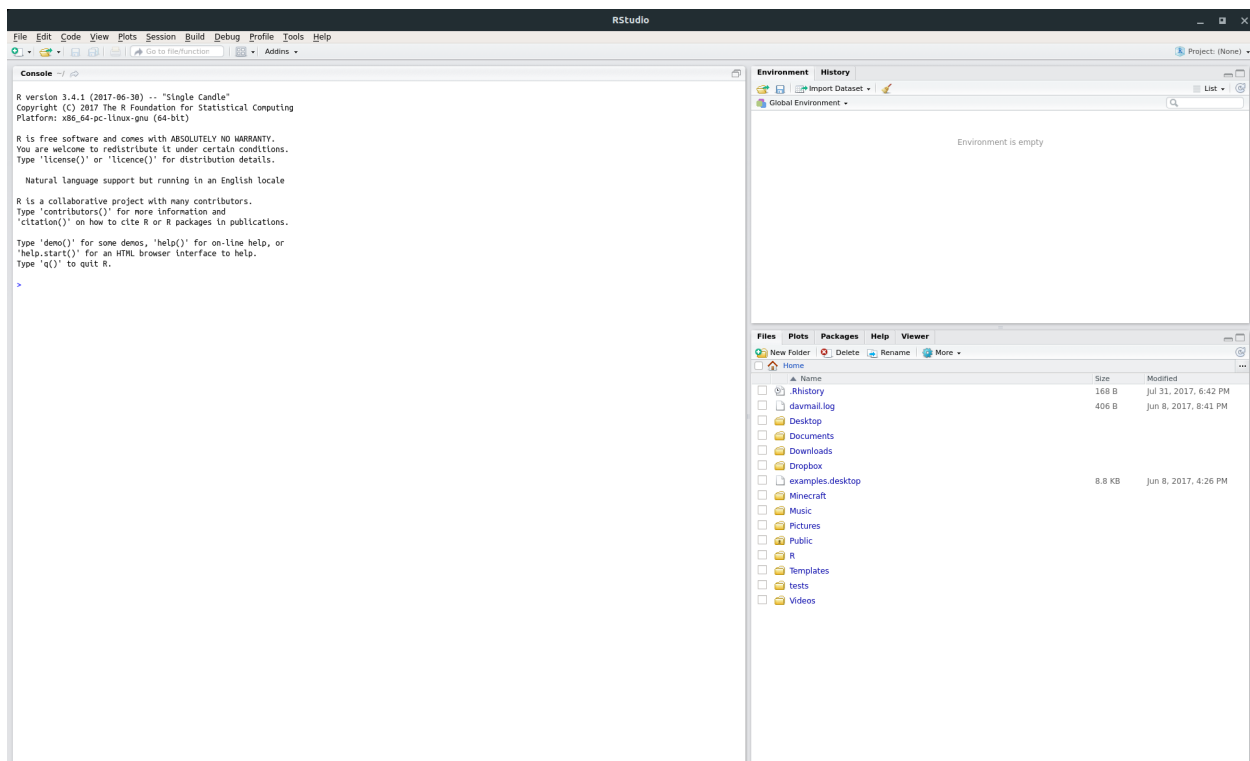 RStudio
File Edit Code View Plots Session Build Debug Profile Tools Help
Go to file/function Addins Project: (None)
Console ~/
R version 3.4.1 (2017-06-30) -- "Single Candle"
Copyright (C) 2017 The R Foundation for Statistical Computing
Platform: x86_64-pc-linux-gnu (64-bit)
R is free software and comes with ABSOLUTELY NO WARRANTY.
You are welcome to redistribute it under certain conditions.
Type 'license()' or 'licence()' for distribution details.
Natural language support but running in an English locale
R is a collaborative project with many contributors.
Type 'contributors()' for more information and
'citation()' on how to cite R or R packages in publications.
Type 'demo()' for some demos, 'help()' for on-line help, or
'help.start()' for an HTML browser interface to help.
Type 'q()' to quit R.
>
Environment History
Import Dataset List
Global Environment
Environment is empty
Files Plots Packages Help Viewer
New Folder Delete Rename More
Home ...
Name Size Modified
.Rhistory 168 B Jul 31, 2017, 6:42 PM
davmail.log 406 B Jun 8, 2017, 8:41 PM
Desktop
Documents
Downloads
Dropbox
examples.desktop 8.8 KB Jun 8, 2017, 4:26 PM
Minecraft
Music
Pictures
Public
R
Templates
tests
Videos